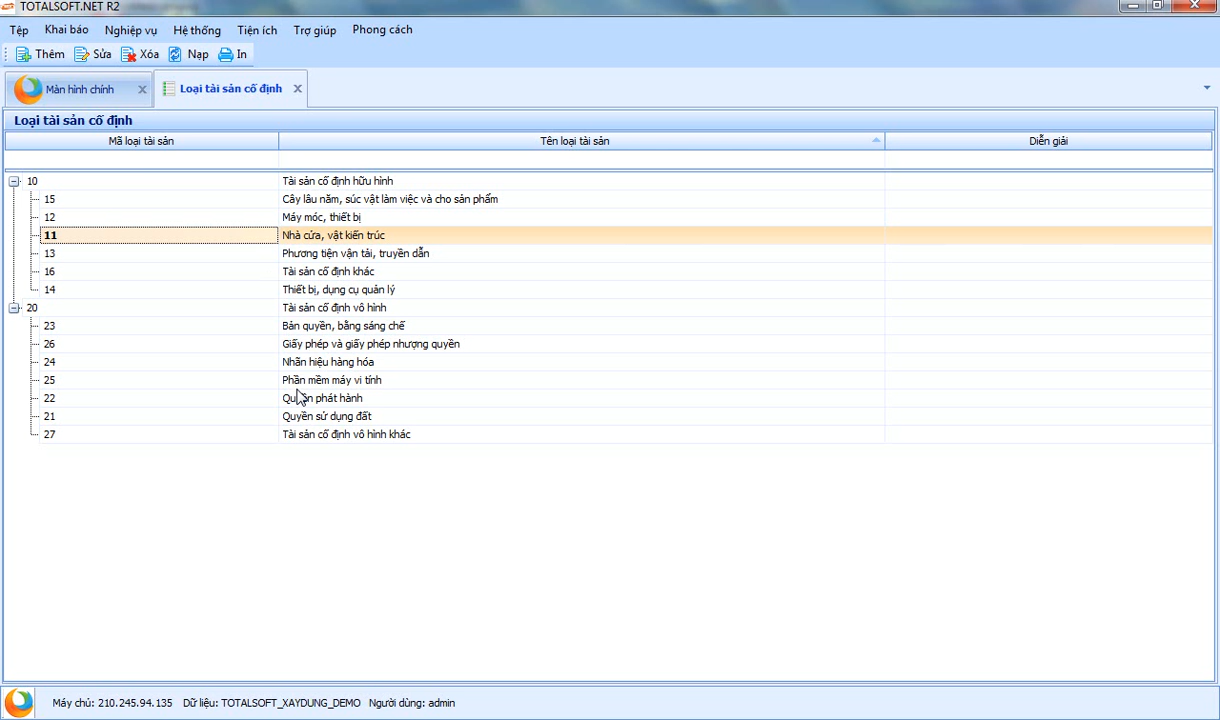 TOTALSOFT.NET R2
Tệp Khai báo Nghiệp vụ Hệ thống Tiện ích Trợ giúp Phong cách
Thêm Sửa Xóa Nạp In
Màn hình chính Loại tài sản cố định
Loại tài sản cố định
Mã loại tài sản Tên loại tài sản Diễn giải
10 Tài sản cố định hữu hình
15 Cây lâu năm, súc vật làm việc và cho sản phẩm
12 Máy móc, thiết bị
11 Nhà cửa, vật kiến trúc
13 Phương tiện vận tải, truyền dẫn
16 Tài sản cố định khác
14 Thiết bị, dụng cụ quản lý
20 Tài sản cố định vô hình
23 Bản quyền, bằng sáng chế
26 Giấy phép và giấy phép nhượng quyền
24 Nhãn hiệu hàng hóa
25 Phần mềm máy vi tính
22 Quyền phát hành
21 Quyền sử dụng đất
27 Tài sản cố định vô hình khác
Máy chủ: 210.245.94.135 Dữ liệu: TOTALSOFT_XAYDUNG_DEMO Người dùng: admin